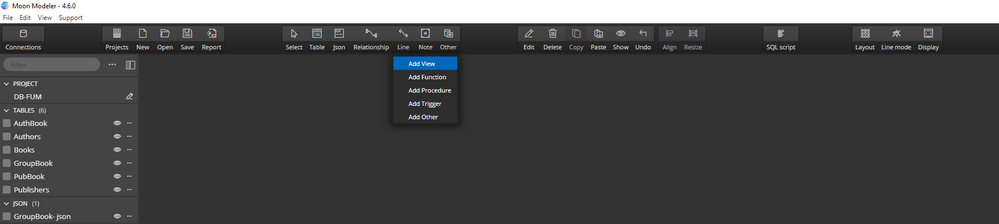 Moon Modeler - 4.6.0
File Edit View Support
Connections Projects New Open Save Report Select Table Json Relationship Line Note Other Edit Delete Copy Paste Show Undo Align Resize SQL script Layout Line mode Display
Filter
Add View
Add Function
Add Procedure
Add Trigger
Add Other
PROJECT
DB-FUM
TABLES (6)
AuthBook
Authors
Books
GroupBook
PubBook
Publishers
JSON (1)
GroupBook- json